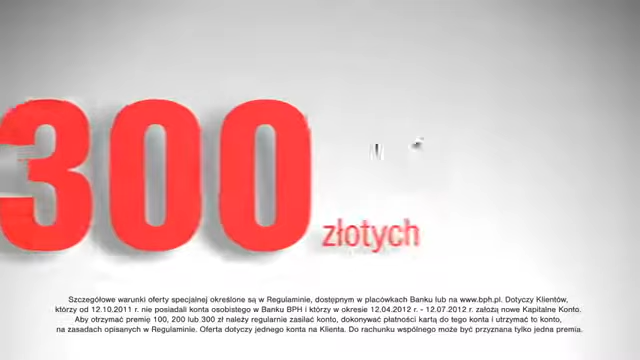 300
złotych
Szczegółowe warunki oferty specjalnej określone są w Regulaminie, dostępnym w placówkach Banku lub na www.bph.pl. Dotyczy Klientów,
którzy od 12.10.2011 r. nie posiadali konta osobistego w Banku BPH i którzy w okresie 12.04.2012 r. - 12.07.2012 r. założą nowe Kapitalne Konto.
Aby otrzymać premię 100, 200 lub 300 zł należy regularnie zasilać konto, dokonywać płatności kartą do tego konta i utrzymać to konto,
na zasadach opisanych w Regulaminie. Oferta dotyczy jednego konta na Klienta. Do rachunku wspólnego może być przyznana tylko jedna premia.